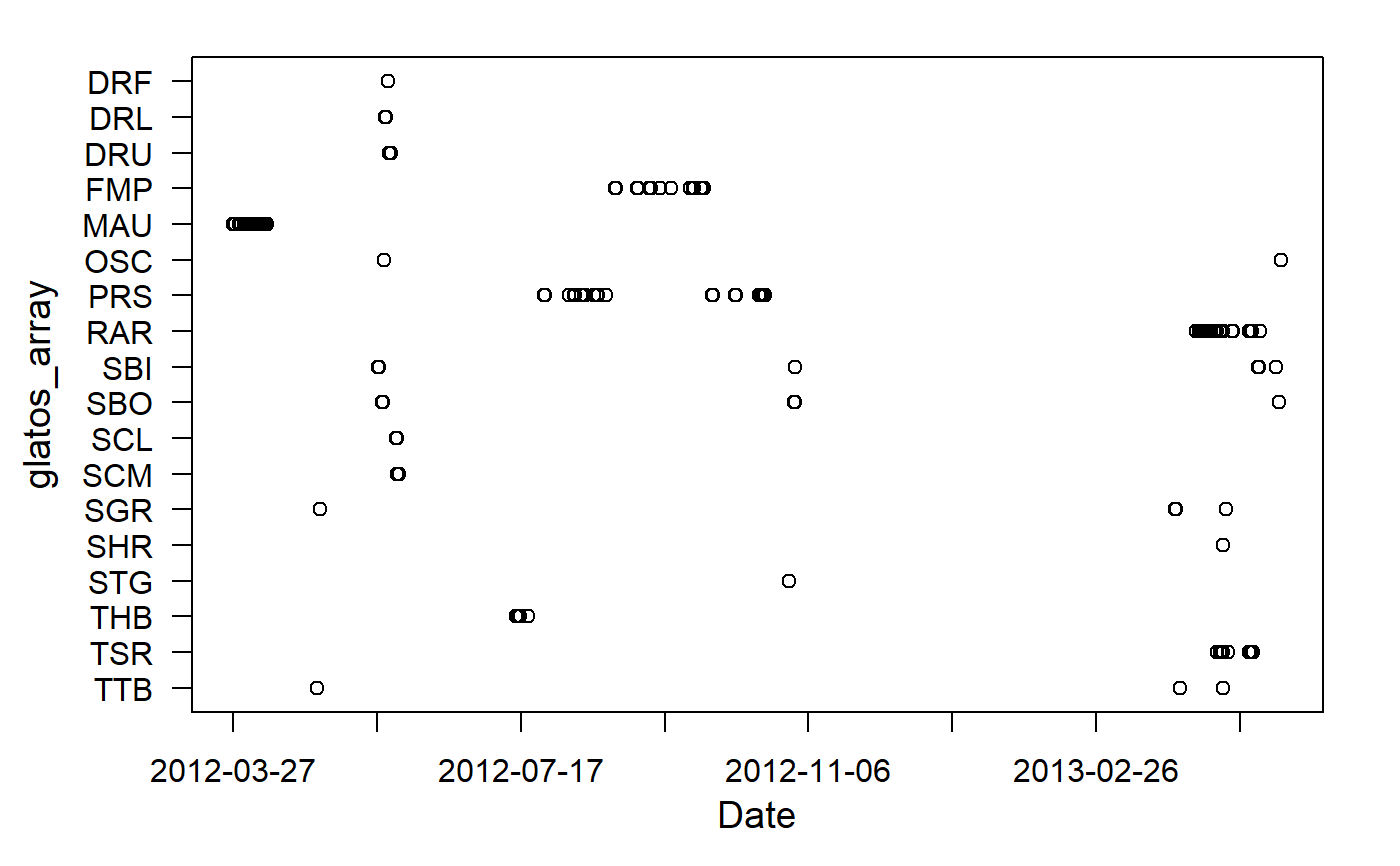 DRF
DRL
DRU
FMP
MAU
OSC
PRS
RAR
SBI
SBO
SCL
SCM
SGR
SHR
STG
THB
TSR
TTB
glatos_array
2012-03-27 2012-07-17 2012-11-06 2013-02-26
Date